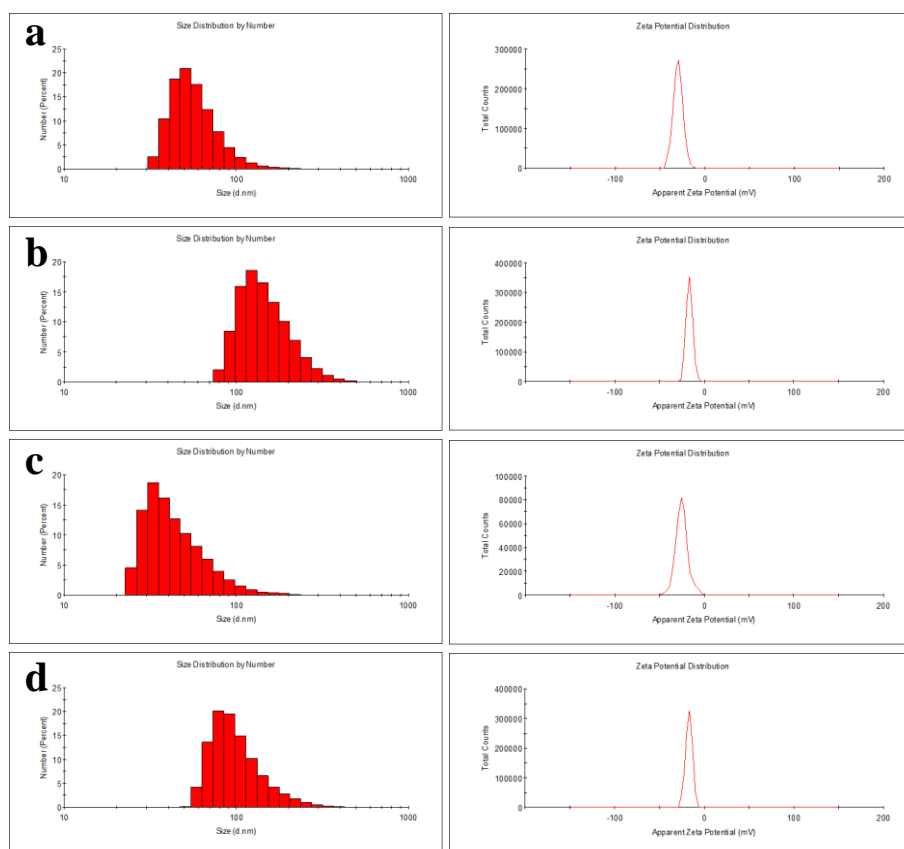 a
Size Distribution by Number
Number (Percent)
25
20
15
10
5
0
10 100 1000
Size (d.nm)
Zeta Potential Distribution
Total Counts
300000
200000
100000
0
-100 0 100 200
Apparent Zeta Potential (mV)
b
Size Distribution by Number
Number (Percent)
20
15
10
5
0
10 100 1000
Size (d.nm)
Zeta Potential Distribution
Total Counts
400000
300000
200000
100000
0
-100 0 100 200
Apparent Zeta Potential (mV)
c
Size Distribution by Number
Number (Percent)
20
15
10
5
0
10 100 1000
Size (d.nm)
Zeta Potential Distribution
Total Counts
100000
80000
60000
40000
20000
0
-100 0 100 200
Apparent Zeta Potential (mV)
d
Size Distribution by Number
Number (Percent)
25
20
15
10
5
0
10 100 1000
Size (d.nm)
Zeta Potential Distribution
Total Counts
400000
300000
200000
100000
0
-100 0 100 200
Apparent Zeta Potential (mV)